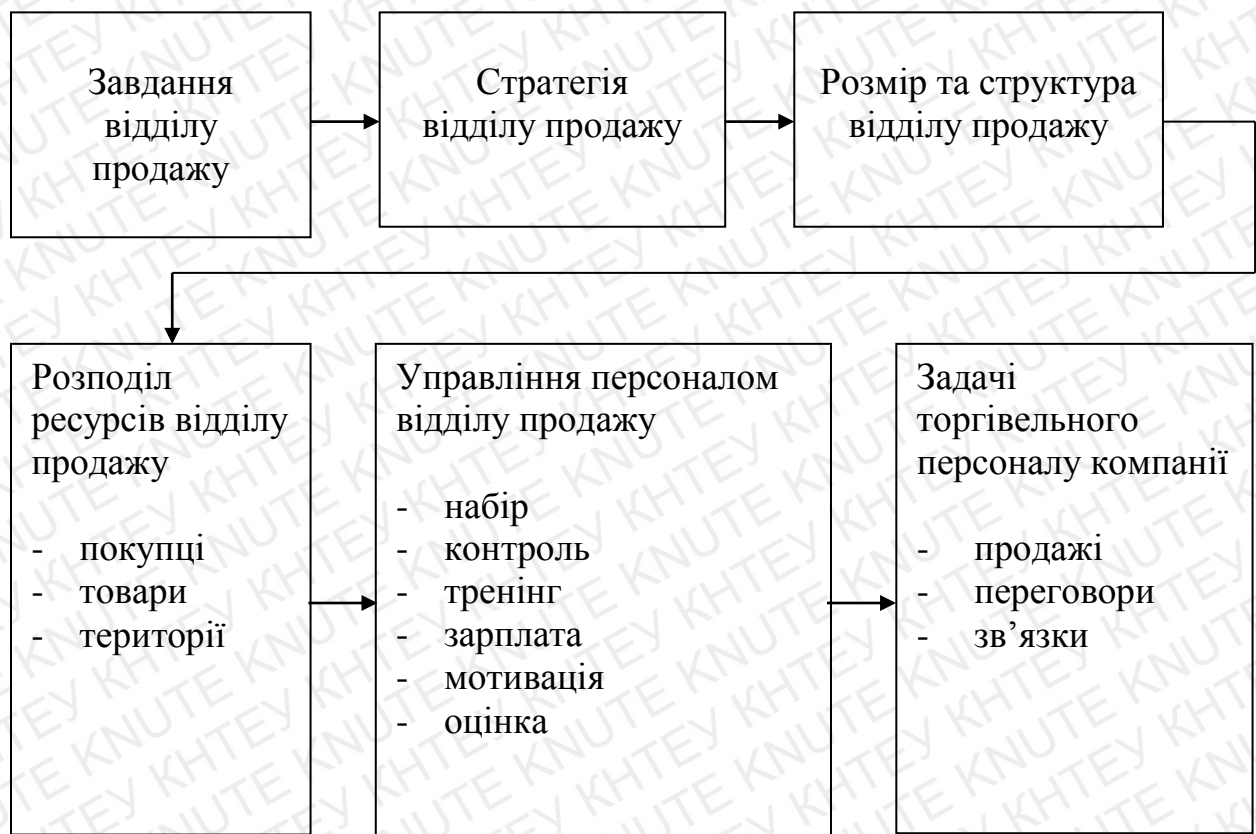 Завдання
відділу
продажу
Стратегія
відділу продажу
Розмір та структура
відділу продажу
Розподіл
ресурсів відділу
продажу
- покупці
- товари
- території
Управління персоналом
відділу продажу
- набір
- контроль
- тренінг
- зарплата
- мотивація
- оцінка
Задачі
торгівельного
персоналу компанії
- продажі
- переговори
- зв’язки